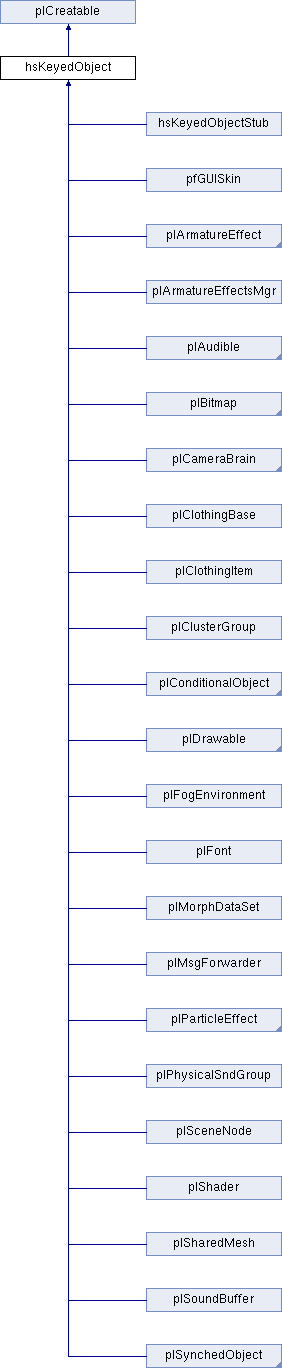 plCreatable
hsKeyedObject
hsKeyedObjectStub
pfGUISkin
plArmatureEffect
plArmatureEffectsMgr
plAudible
plBitmap
plCameraBrain
plClothingBase
plClothingItem
plClusterGroup
plConditionalObject
plDrawable
plFogEnvironment
plFont
plMorphDataSet
plMsgForwarder
plParticleEffect
plPhysicalSndGroup
plSceneNode
plShader
plSharedMesh
plSoundBuffer
plSynchedObject